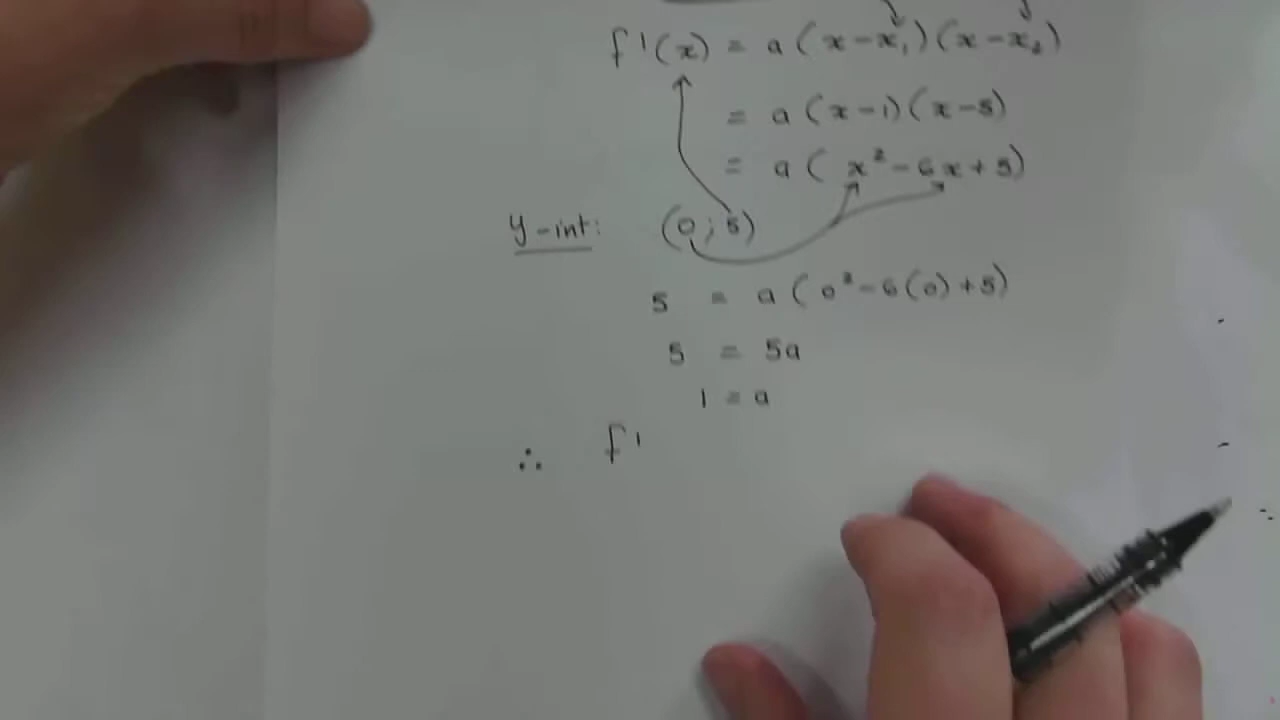 f'(x) = a(x-x₁)(x-x₂)
= a(x-1)(x-5)
= a(x²-6x+5)
y-int: (0;5)
5 = a(0²-6(0)+5)
5 = 5a
1 = a
∴ f'